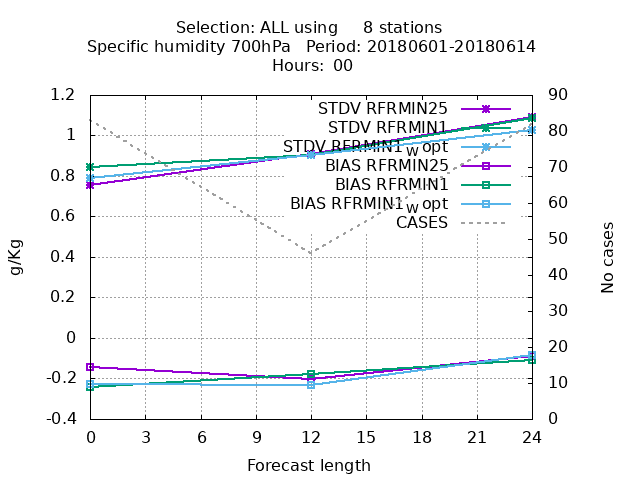 Selection: ALL using     8 stations
Specific humidity 700hPa   Period: 20180601-20180614
Hours:  00
1.2
1
0.8
0.6
0.4
0.2
0
-0.2
-0.4
g/Kg
STDV RFRMIN25
STDV RFRMIN1
STDV RFRMIN1w opt
BIAS RFRMIN25
BIAS RFRMIN1
BIAS RFRMIN1w opt
CASES
90
80
70
60
50
40
30
20
10
0
No cases
0 3 6 9 12 15 18 21 24
Forecast length